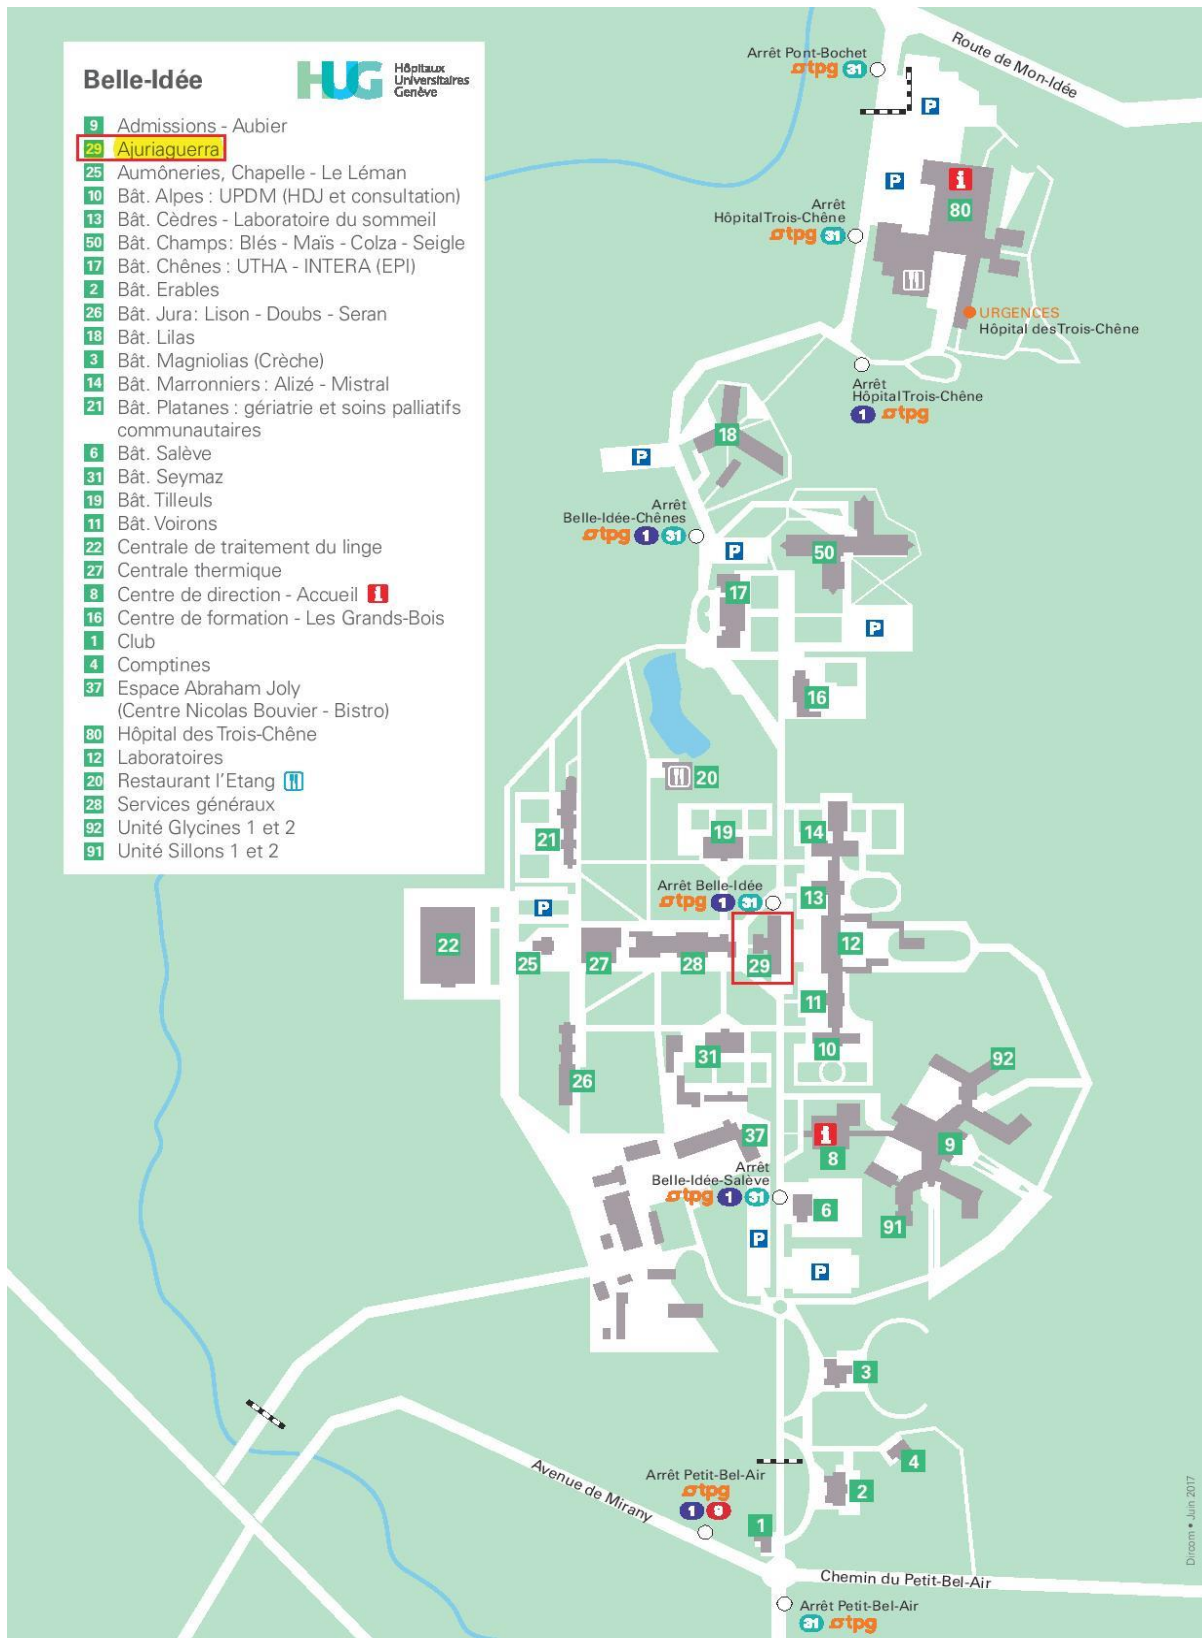 Belle-Idée
HUG Hôpitaux
Universitaires
Genève
9 Admissions - Aubier
29 Ajuriaguerra
25 Aumôneries, Chapelle - Le Léman
10 Bât. Alpes : UPDM (HDJ et consultation)
13 Bât. Cèdres - Laboratoire du sommeil
50 Bât. Champs: Blés - Maïs - Colza - Seigle
17 Bât. Chênes : UTHA - INTERA (EPI)
2 Bât. Erables
26 Bât. Jura: Lison - Doubs - Seran
18 Bât. Lilas
3 Bât. Magniolias (Crèche)
14 Bât. Marronniers : Alizé - Mistral
21 Bât. Platanes : gériatrie et soins palliatifs
communautaires
6 Bât. Salève
31 Bât. Seymaz
19 Bât. Tilleuls
11 Bât. Voirons
22 Centrale de traitement du linge
27 Centrale thermique
8 Centre de direction - Accueil i
16 Centre de formation - Les Grands-Bois
1 Club
4 Comptines
37 Espace Abraham Joly
(Centre Nicolas Bouvier - Bistro)
80 Hôpital des Trois-Chêne
12 Laboratoires
20 Restaurant l'Etang
28 Services généraux
92 Unité Glycines 1 et 2
91 Unité Sillons 1 et 2
Route de Mon-Idée
Arrêt Pont-Bochet
tpg 31
P
P
i
80
Arrêt
Hôpital Trois-Chêne
tpg 31
URGENCES
Hôpital des Trois-Chêne
Arrêt
Hôpital Trois-Chêne
1 tpg
18
P
Arrêt
Belle-Idée-Chênes
tpg 1 31
P
50
17
P
16
20
21
19
14
Arrêt Belle-Idée
tpg 1 31
13
P
22
25
27
28
29
12
11
31
10
26
92
37
i
8
9
Arrêt
Belle-Idée-Salève
tpg 1 31
6
91
P
P
3
4
2
Avenue de Mirany
Arrêt Petit-Bel-Air
tpg
1 9
1
Chemin du Petit-Bel-Air
Arrêt Petit-Bel-Air
31 tpg
Dircom • Juin 2017